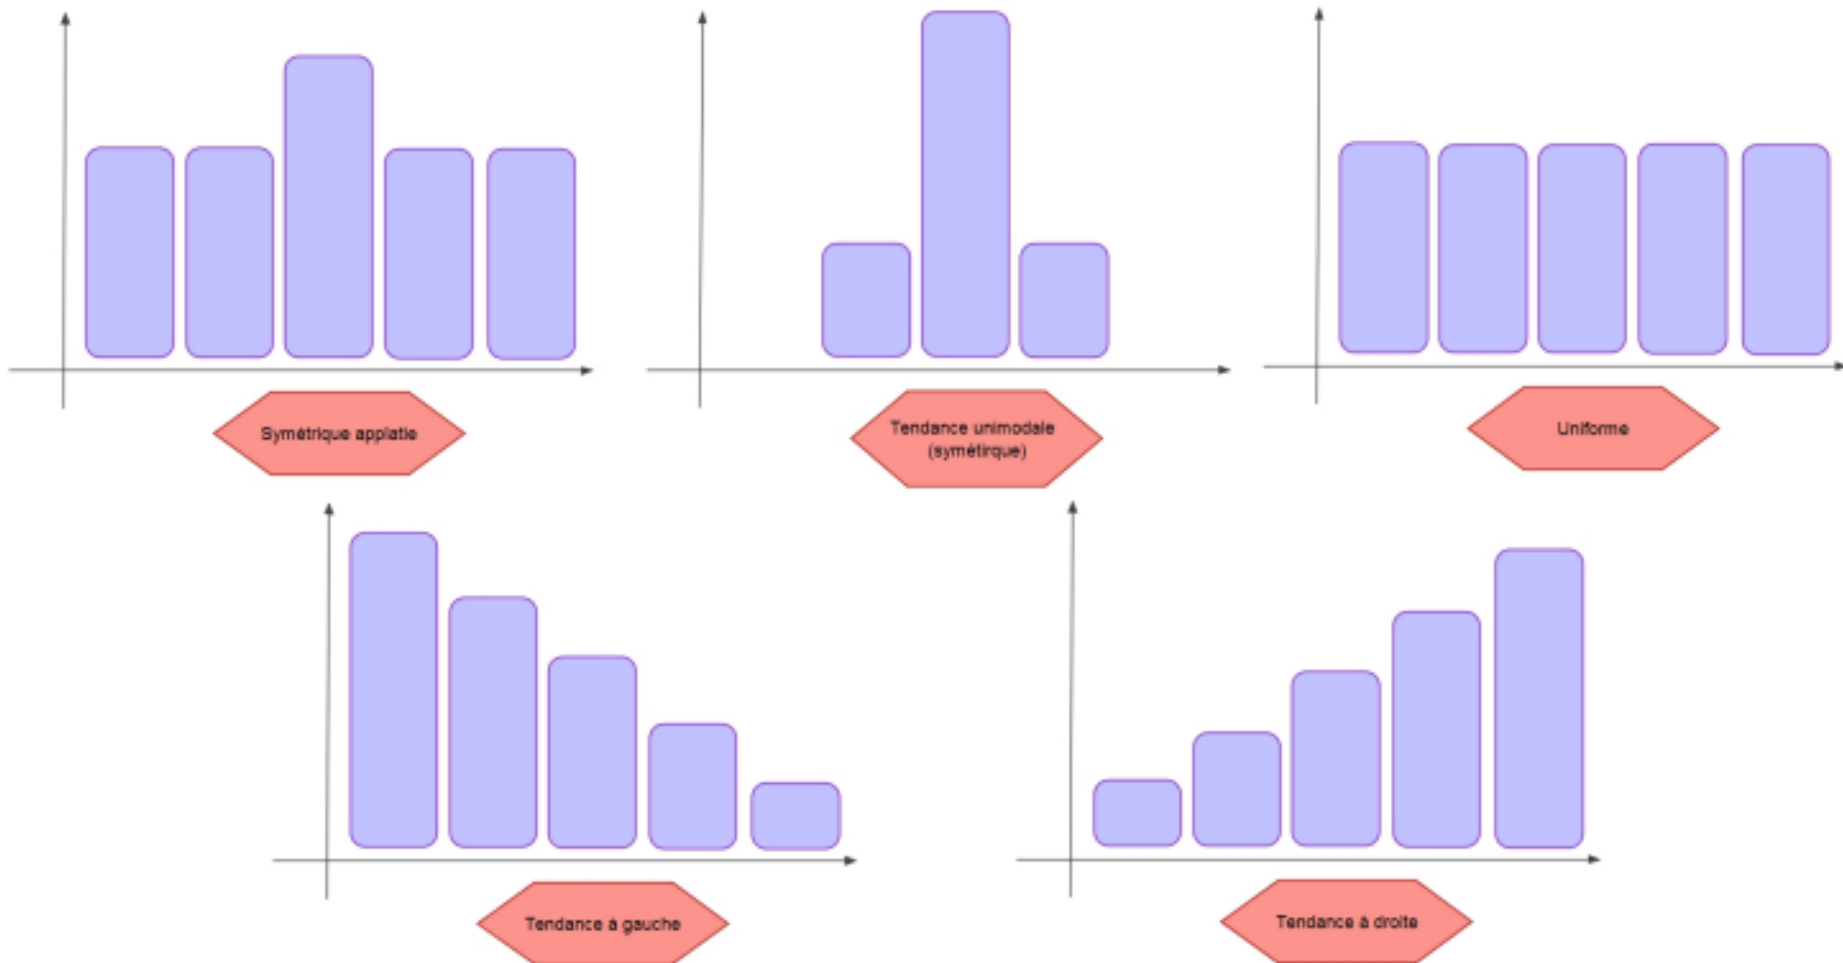 Symétrique applatie
Tendance unimodale
(symétirque)
Uniforme
Tendance à gauche
Tendance à droite